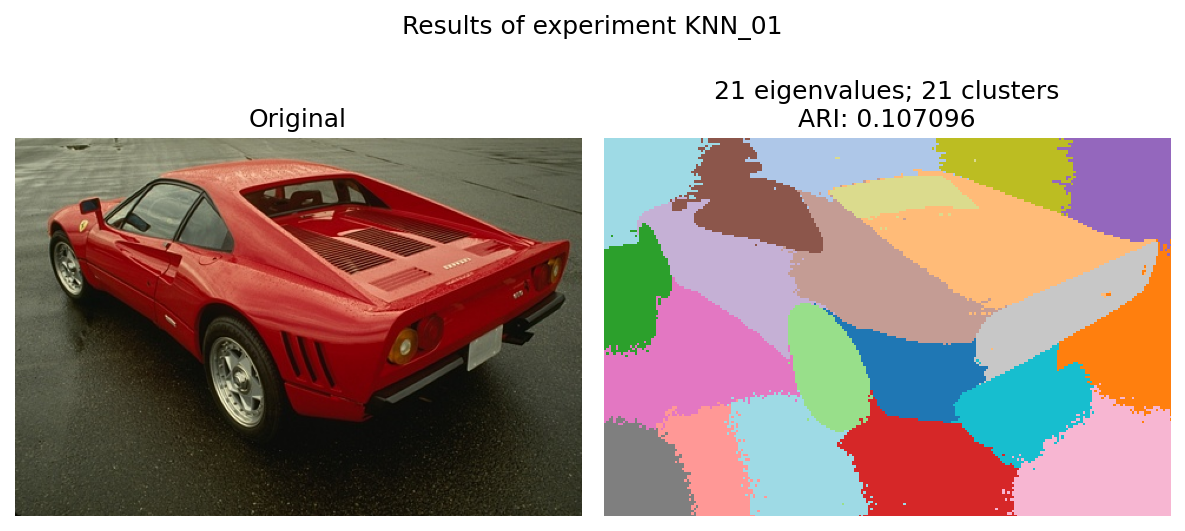 Results of experiment KNN_01
Original
21 eigenvalues; 21 clusters
ARI: 0.107096